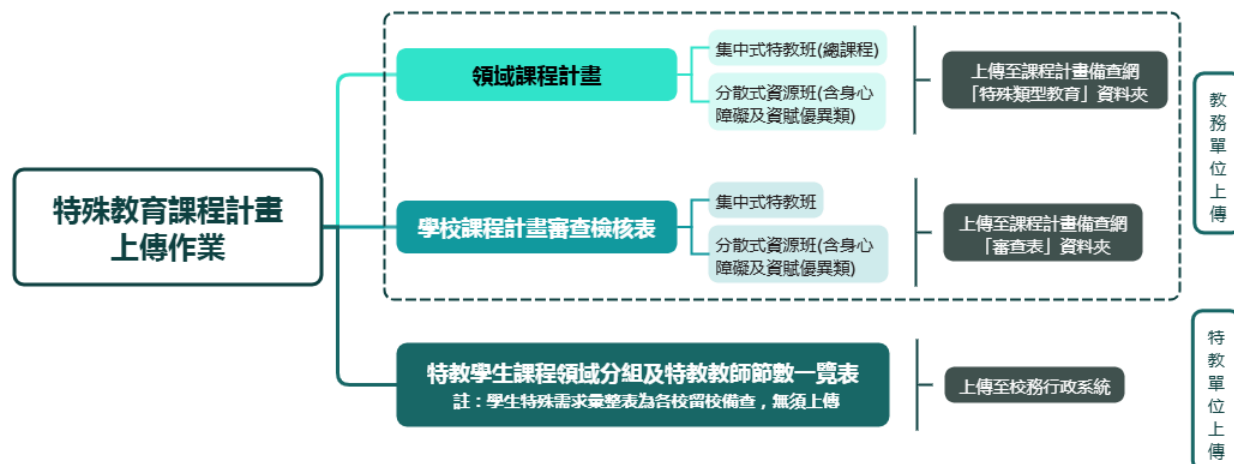 特殊教育課程計畫
上傳作業
領域課程計畫
集中式特教班(總課程)
分散式資源班(含身心
障礙及資賦優異類)
上傳至課程計畫備查網
「特殊類型教育」資料夾
學校課程計畫審查檢核表
集中式特教班
分散式資源班(含身心
障礙及資賦優異類)
上傳至課程計畫備查網
「審查表」資料夾
教務單位上傳
特教學生課程領域分組及特教教師節數一覽表
註：學生特殊需求彙整表為各校留校備查，無須上傳
上傳至校務行政系統
特教單位上傳